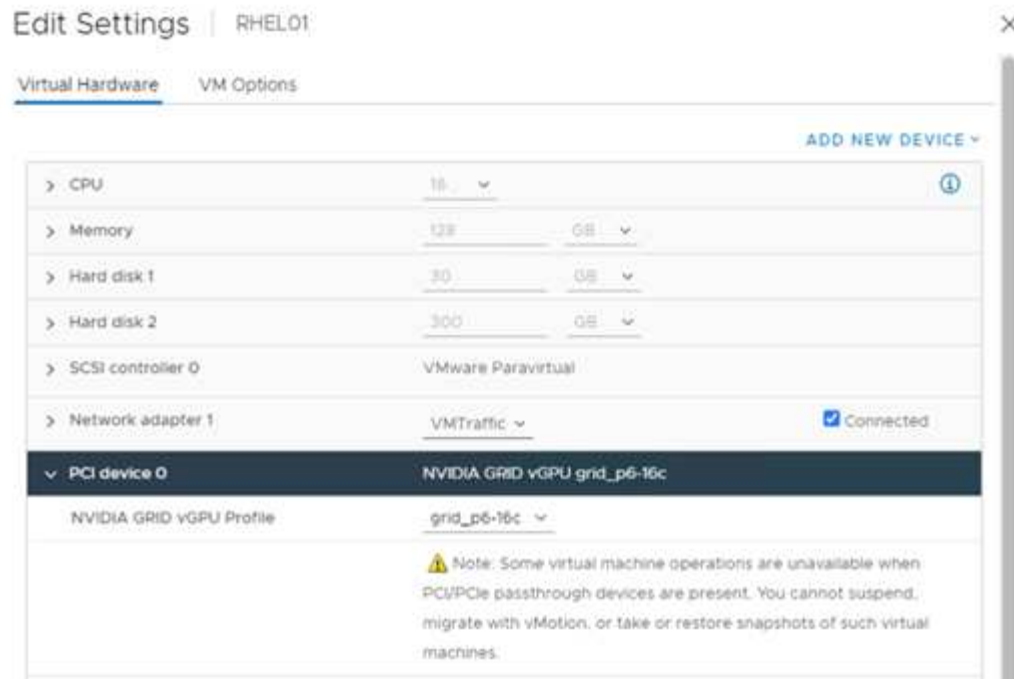 Edit Settings | RHEL01
Virtual Hardware VM Options
ADD NEW DEVICE
CPU 16
Memory 128 GB
Hard disk 1 30 GB
Hard disk 2 300 GB
SCSI controller 0 VMware Paravirtual
Network adapter 1 VMTraffic Connected
PCI device 0 NVIDIA GRID vGPU grid_p6-16c
NVIDIA GRID vGPU Profile grid_p6-16c
Note: Some virtual machine operations are unavailable when
PCI/PCIe passthrough devices are present. You cannot suspend,
migrate with vMotion, or take or restore snapshots of such virtual
machines.